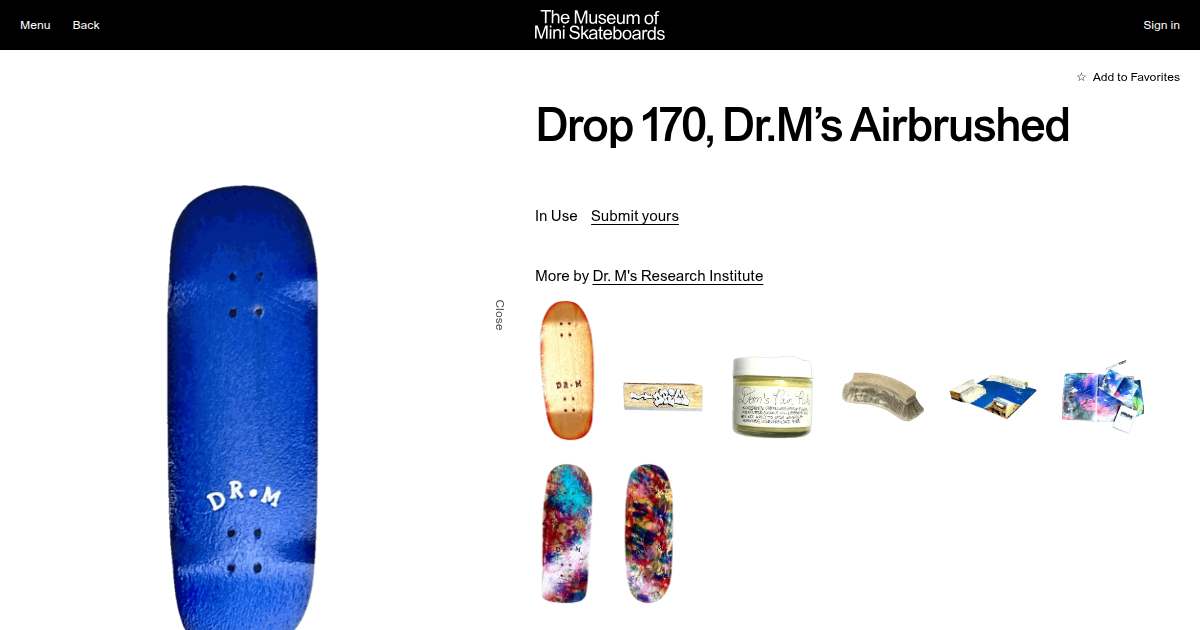 Menu
Back
The Museum of
Mini Skateboards
Sign in
☆ Add to Favorites
Drop 170, Dr.M’s Airbrushed
In Use
Submit yours
More by Dr. M's Research Institute
Close
DR•M
DR•M
DR•M